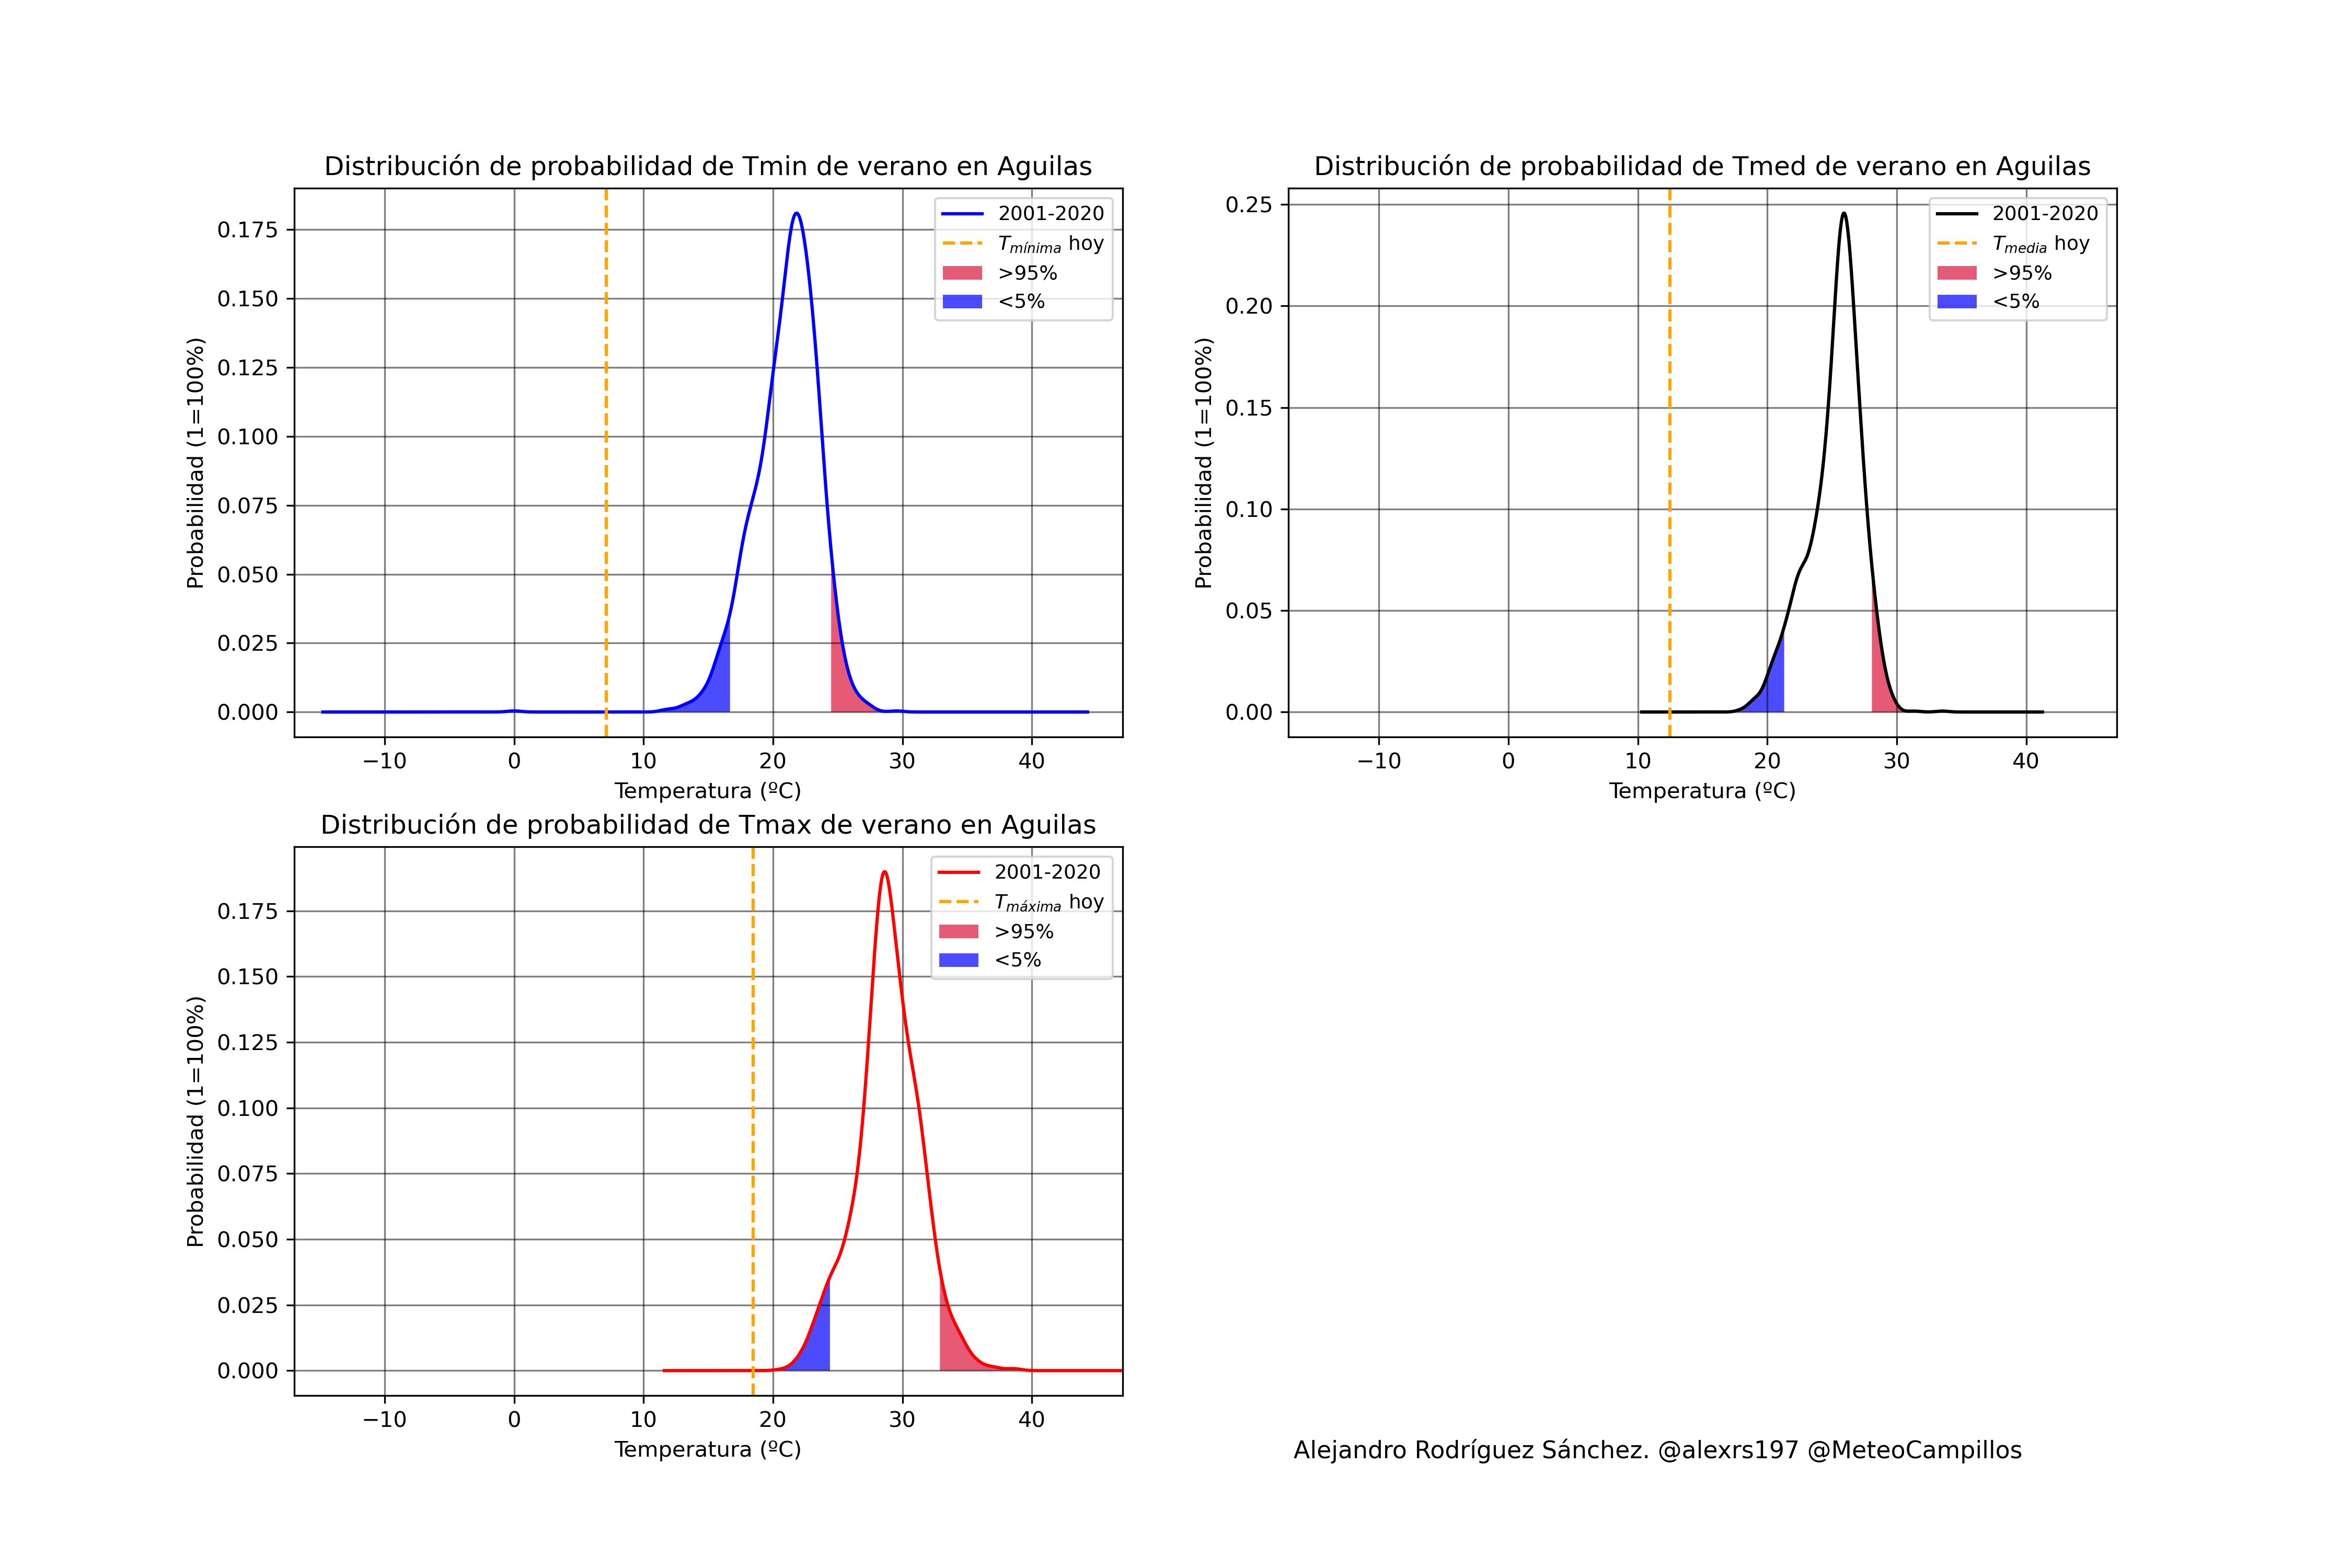 Distribución de probabilidad de Tmin de verano en Aguilas
0.175
0.150
0.125
0.100
0.075
0.050
0.025
0.000
Probabilidad (1=100%)
−10 0 10 20 30 40
Temperatura (ºC)
2001-2020
Tmínima hoy
>95%
<5%
Distribución de probabilidad de Tmed de verano en Aguilas
0.25
0.20
0.15
0.10
0.05
0.00
Probabilidad (1=100%)
−10 0 10 20 30 40
Temperatura (ºC)
2001-2020
Tmedia hoy
>95%
<5%
Distribución de probabilidad de Tmax de verano en Aguilas
0.175
0.150
0.125
0.100
0.075
0.050
0.025
0.000
Probabilidad (1=100%)
−10 0 10 20 30 40
Temperatura (ºC)
2001-2020
Tmáxima hoy
>95%
<5%
Alejandro Rodríguez Sánchez. @alexrs197 @MeteoCampillos